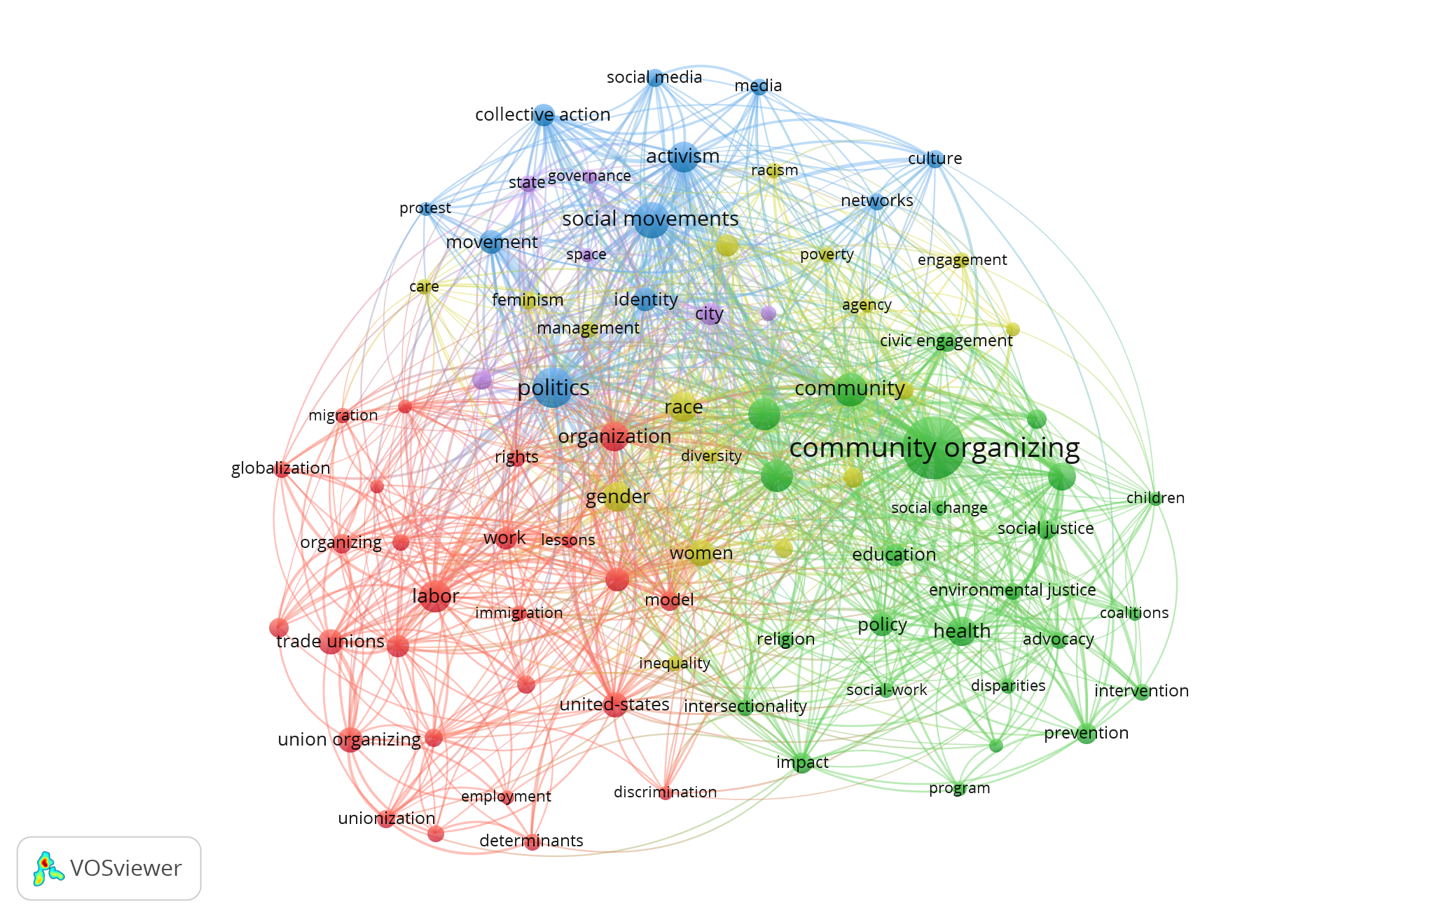 social media
media
collective action
activism
culture
racism
state
governance
networks
protest
social movements
movement
space
poverty
engagement
care
feminism
identity
agency
city
management
civic engagement
politics
community
race
migration
organization
community organizing
rights
diversity
globalization
gender
children
social change
social justice
work
lessons
organizing
women
education
environmental justice
labor
model
immigration
coalitions
policy
health
trade unions
religion
advocacy
inequality
social-work
disparities
intervention
united-states
intersectionality
union organizing
prevention
impact
program
discrimination
employment
unionization
determinants
VOSviewer